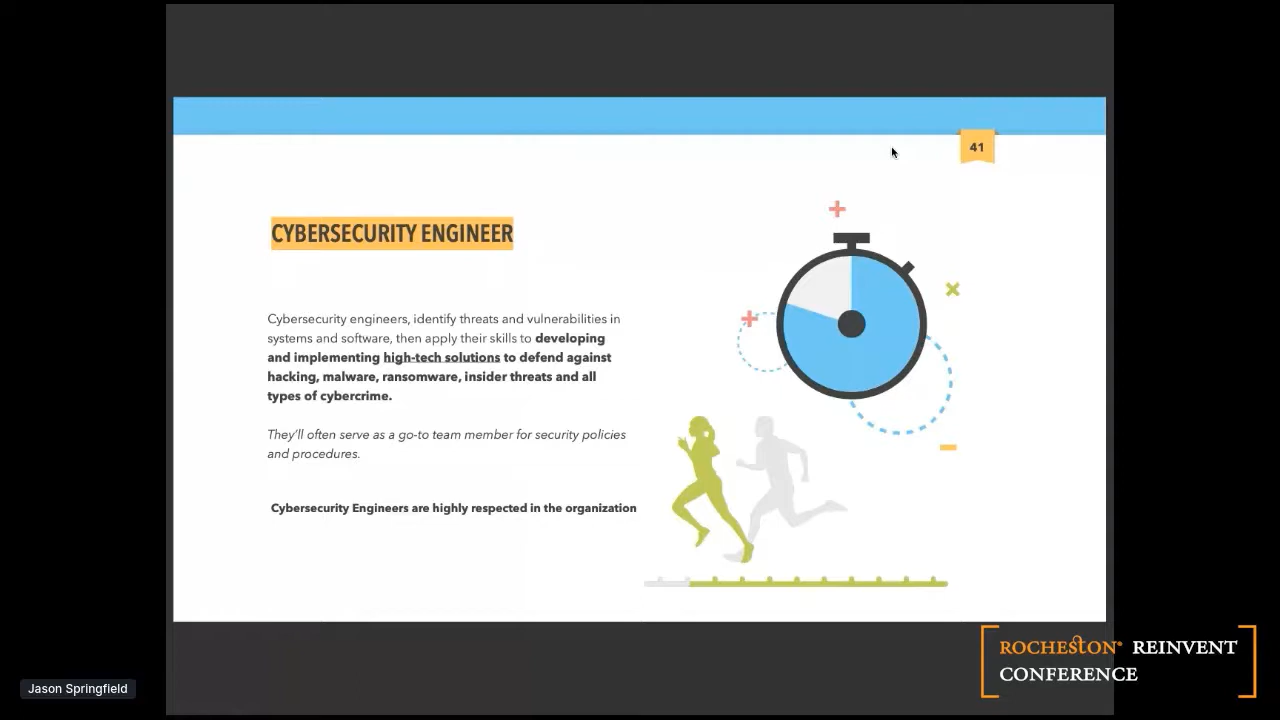 41
CYBERSECURITY ENGINEER
Cybersecurity engineers, identify threats and vulnerabilities in
systems and software, then apply their skills to developing
and implementing high-tech solutions to defend against
hacking, malware, ransomware, insider threats and all
types of cybercrime.
They'll often serve as a go-to team member for security policies
and procedures.
Cybersecurity Engineers are highly respected in the organization
ROCHESTON® REINVENT
CONFERENCE
Jason Springfield